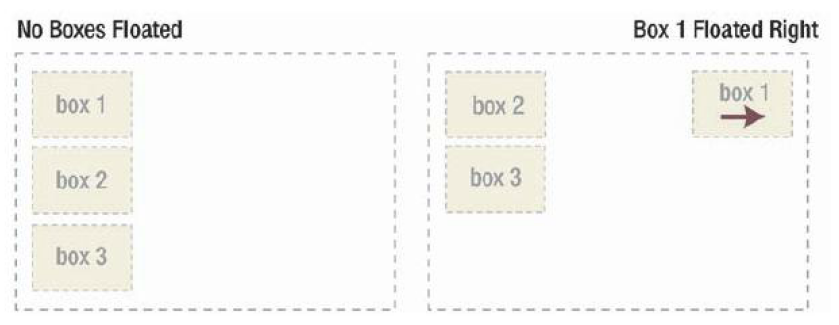 No Boxes Floated
box 1
box 2
box 3
Box 1 Floated Right
box 2
box 1
box 3